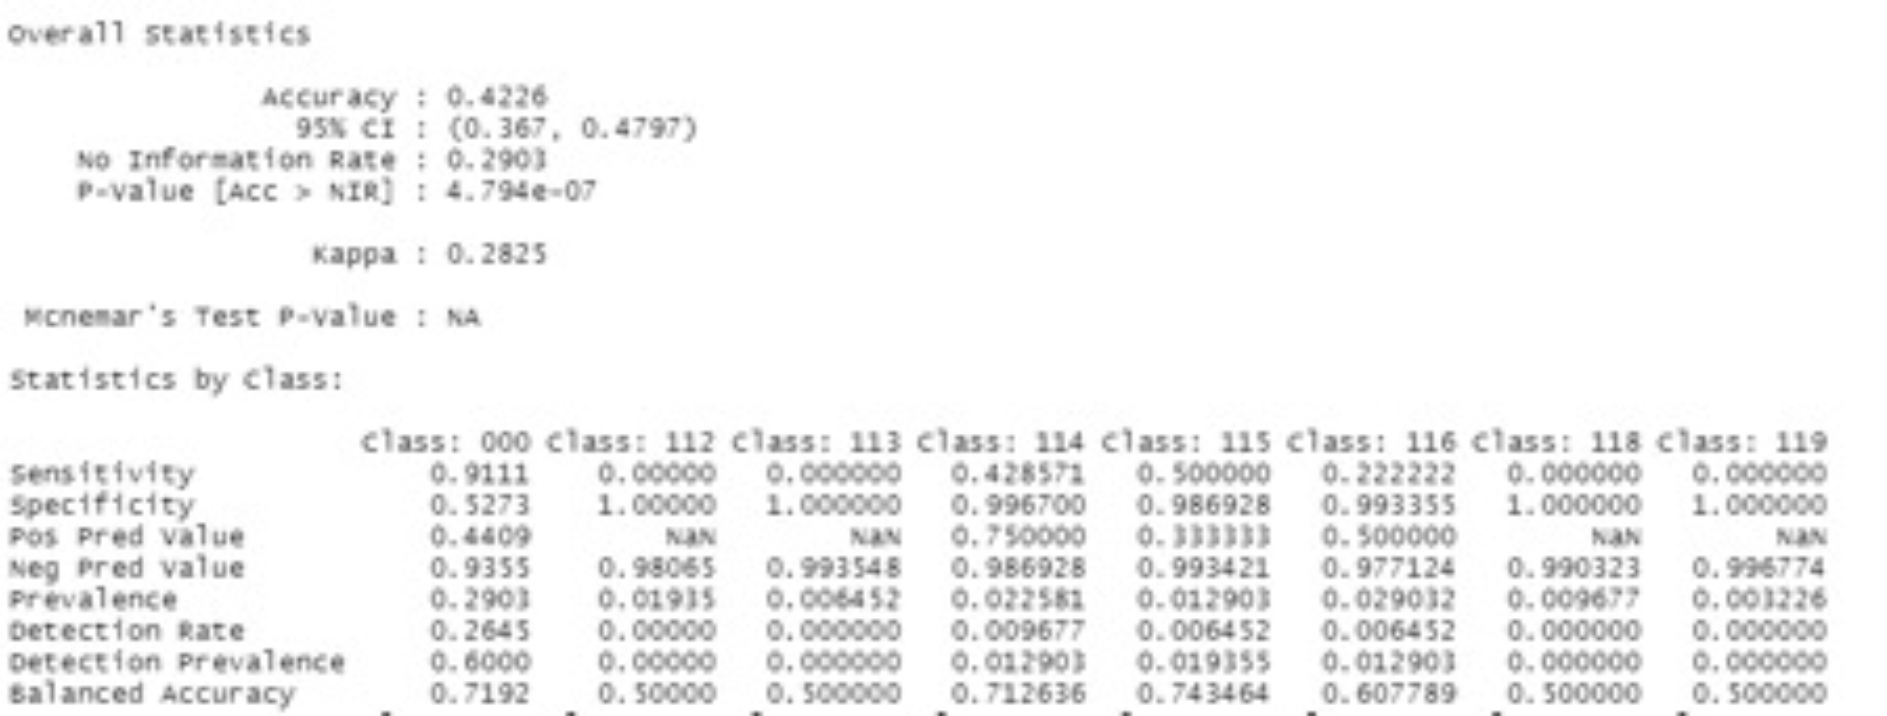 Overall Statistics
Accuracy : 0.4226
95% CI : (0.367, 0.4797)
No Information Rate : 0.2903
P-Value [Acc > NIR] : 4.794e-07
Kappa : 0.2825
Mcnemar's Test P-Value : NA
Statistics by Class:
Class: 000 Class: 112 Class: 113 Class: 114 Class: 115 Class: 116 Class: 118 Class: 119
Sensitivity 0.9111 0.00000 0.000000 0.428571 0.500000 0.222222 0.000000 0.000000
Specificity 0.5273 1.00000 1.000000 0.996700 0.986928 0.993355 1.000000 1.000000
Pos Pred Value 0.4409 NaN NaN 0.750000 0.333333 0.500000 NaN NaN
Neg Pred Value 0.9355 0.98065 0.993548 0.986928 0.993421 0.977124 0.990323 0.996774
Prevalence 0.2903 0.01935 0.006452 0.022581 0.012903 0.029032 0.009677 0.003226
Detection Rate 0.2645 0.00000 0.000000 0.009677 0.006452 0.006452 0.000000 0.000000
Detection Prevalence 0.6000 0.00000 0.000000 0.012903 0.019355 0.012903 0.000000 0.000000
Balanced Accuracy 0.7192 0.50000 0.500000 0.712636 0.743464 0.607789 0.500000 0.500000